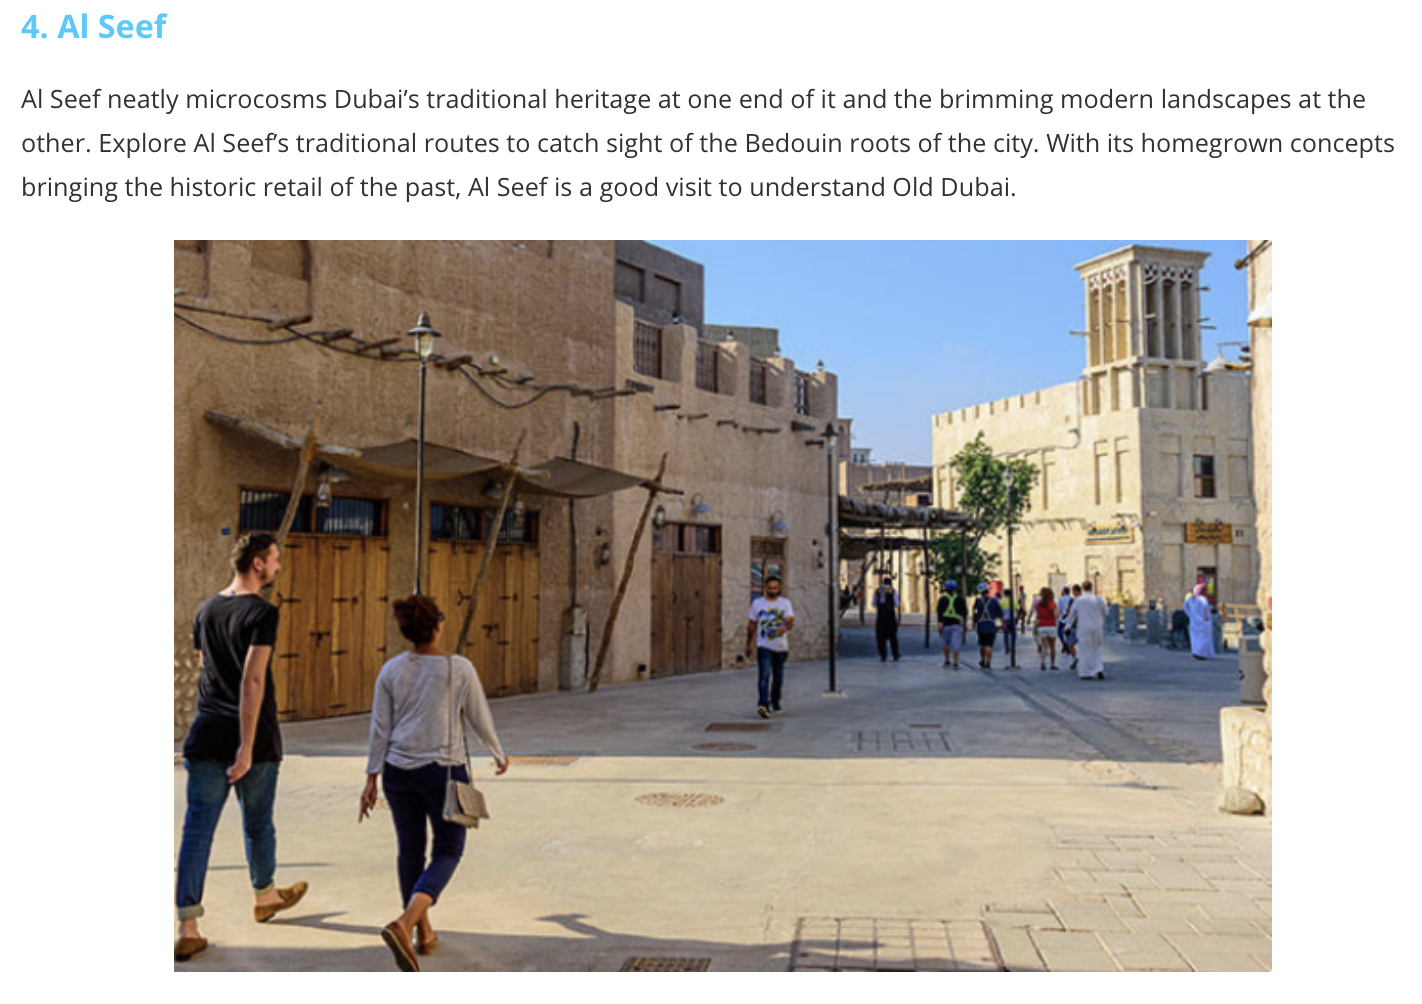 4. Al Seef
Al Seef neatly microcosms Dubai’s traditional heritage at one end of it and the brimming modern landscapes at the
other. Explore Al Seef’s traditional routes to catch sight of the Bedouin roots of the city. With its homegrown concepts
bringing the historic retail of the past, Al Seef is a good visit to understand Old Dubai.